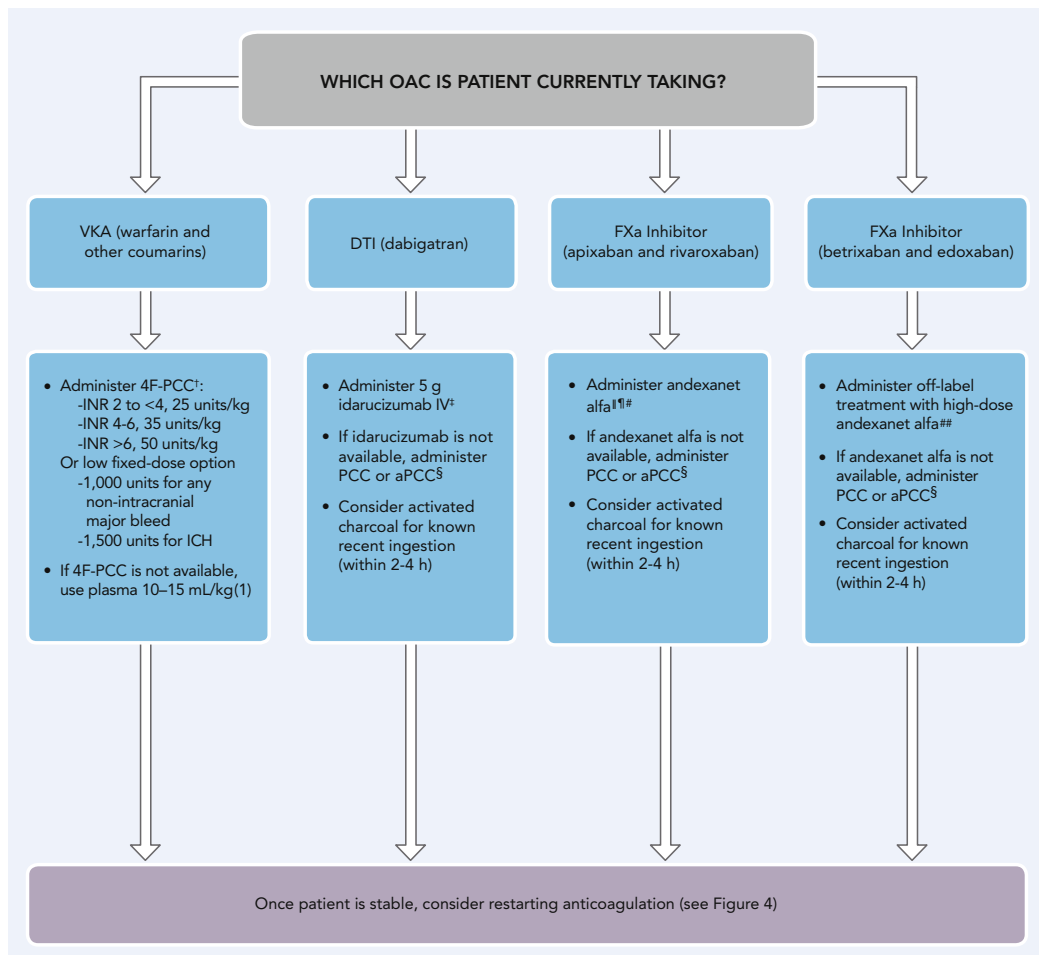 WHICH OAC IS PATIENT CURRENTLY TAKING?
VKA (warfarin and
other coumarins)
DTI (dabigatran)
FXa Inhibitor
(apixaban and rivaroxaban)
FXa Inhibitor
(betrixaban and edoxaban)
• Administer 4F-PCC†:
-INR 2 to <4, 25 units/kg
-INR 4-6, 35 units/kg
-INR >6, 50 units/kg
Or low fixed-dose option
-1,000 units for any
non-intracranial
major bleed
-1,500 units for ICH
• If 4F-PCC is not available,
use plasma 10–15 mL/kg(1)
• Administer 5 g
idarucizumab IV‡
• If idarucizumab is not
available, administer
PCC or aPCC§
• Consider activated
charcoal for known
recent ingestion
(within 2-4 h)
• Administer andexanet
alfa‖¶#
• If andexanet alfa is not
available, administer
PCC or aPCC§
• Consider activated
charcoal for known
recent ingestion
(within 2-4 h)
• Administer off-label
treatment with high-dose
andexanet alfa##
• If andexanet alfa is not
available, administer
PCC or aPCC§
• Consider activated
charcoal for known
recent ingestion
(within 2-4 h)
Once patient is stable, consider restarting anticoagulation (see Figure 4)